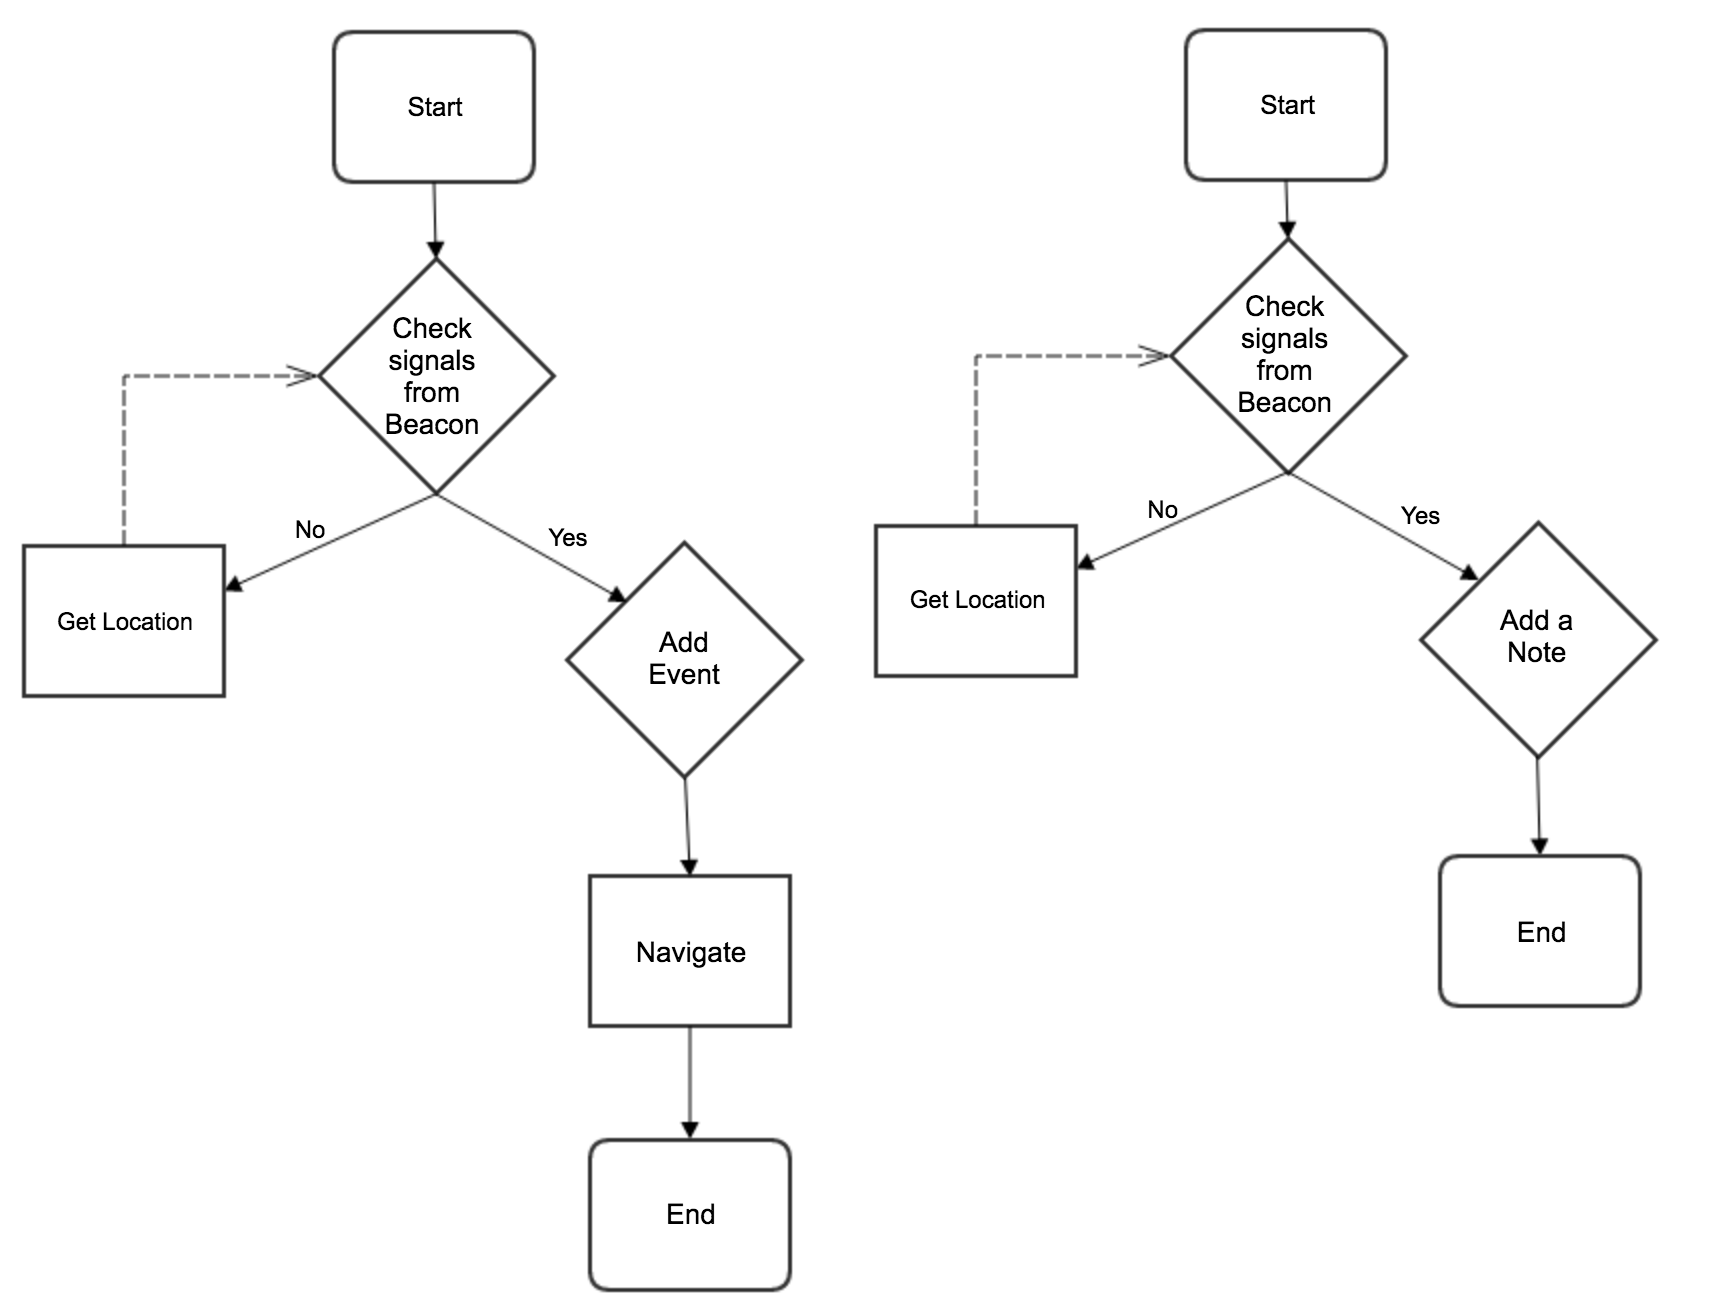 Start
Check
signals
from
Beacon
No
Yes
Get Location
Add
Event
Navigate
End
Start
Check
signals
from
Beacon
No
Yes
Get Location
Add a
Note
End